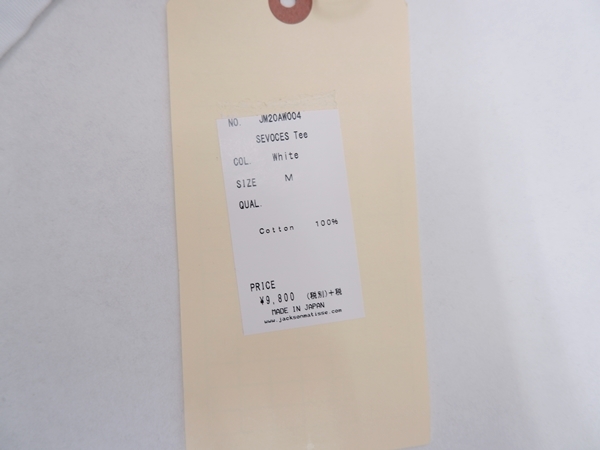 NO. JM20AW004
SEVOCES Tee
COL. White
SIZE M
QUAL.
Cotton 100%
PRICE
¥9,800 (税別)+税
MADE IN JAPAN
www.jacksonmatisse.com